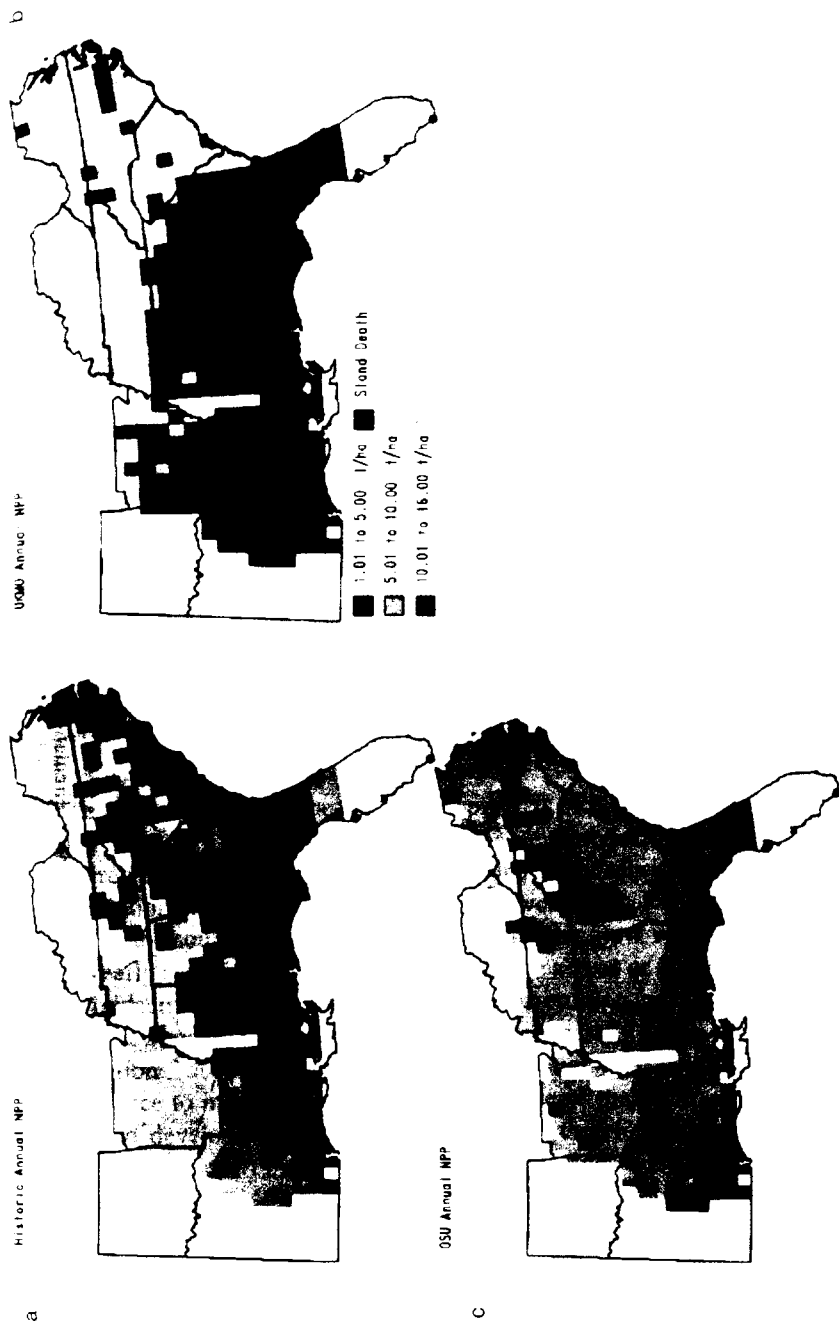 a
Historic Annual NPP
b
UKMO Annual NPP
1.01 to 5.00 t/ha
5.01 to 10.00 t/ha
10.01 to 16.00 t/ha
Stand Death
c
OSU Annual NPP